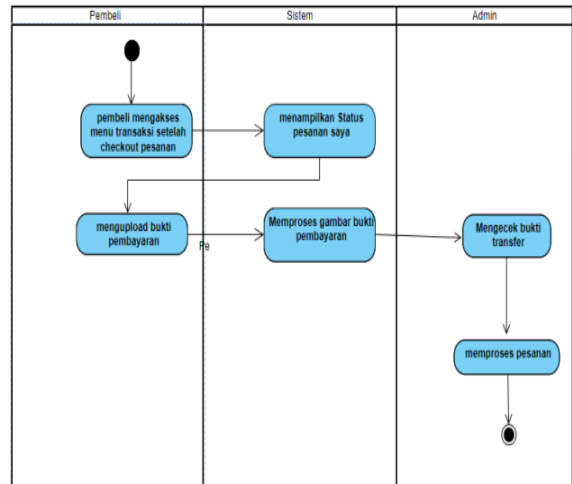 Pembeli
Sistem
Admin
pembeli mengakses
menu transaksi setelah
checkout pesanan
menampilkan Status
pesanan saya
mengupload bukti
pembayaran
Pe
Memproses gambar bukti
pembayaran
Mengecek bukti
transfer
memproses pesanan